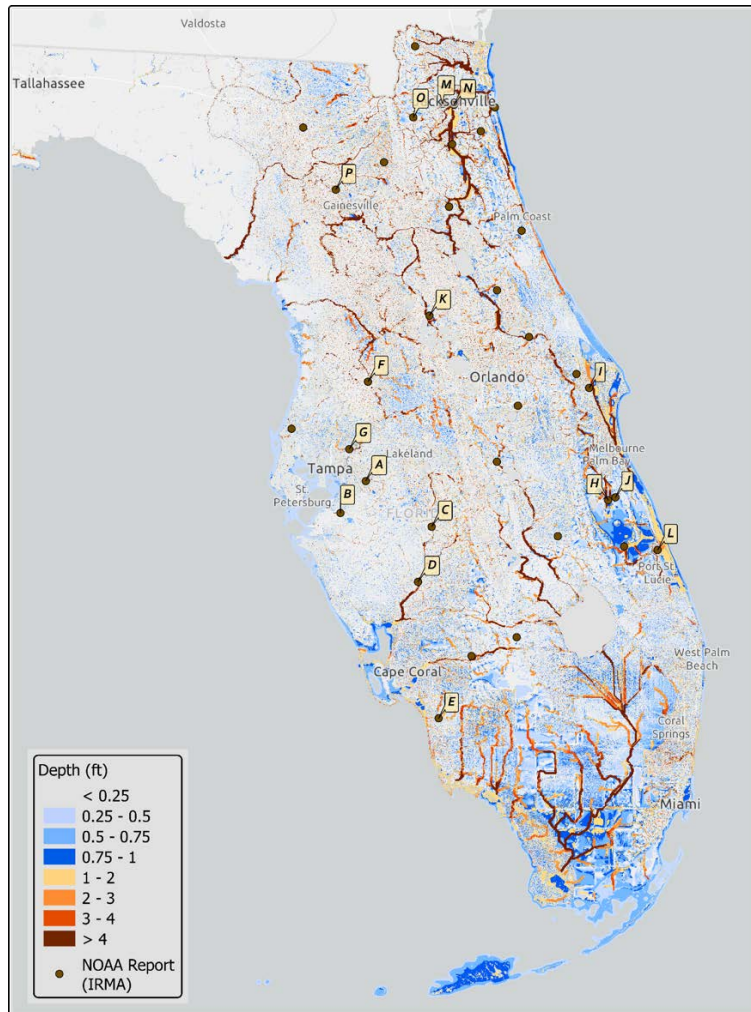 Valdosta
Tallahassee
M
N
O
cksonville
P
Gainesville
Palm Coast
K
Orlando
F
I
G
Lakeland
Tampa
A
Melbourne
Palm Bay
St.
Petersburg
B
H
J
C
FLORI
L
D
Port St.
Lucie
West Palm
Beach
Cape Coral
E
Coral
Springs
Miami
Depth (ft)
< 0.25
0.25 - 0.5
0.5 - 0.75
0.75 - 1
1 - 2
2 - 3
3 - 4
> 4
NOAA Report
(IRMA)